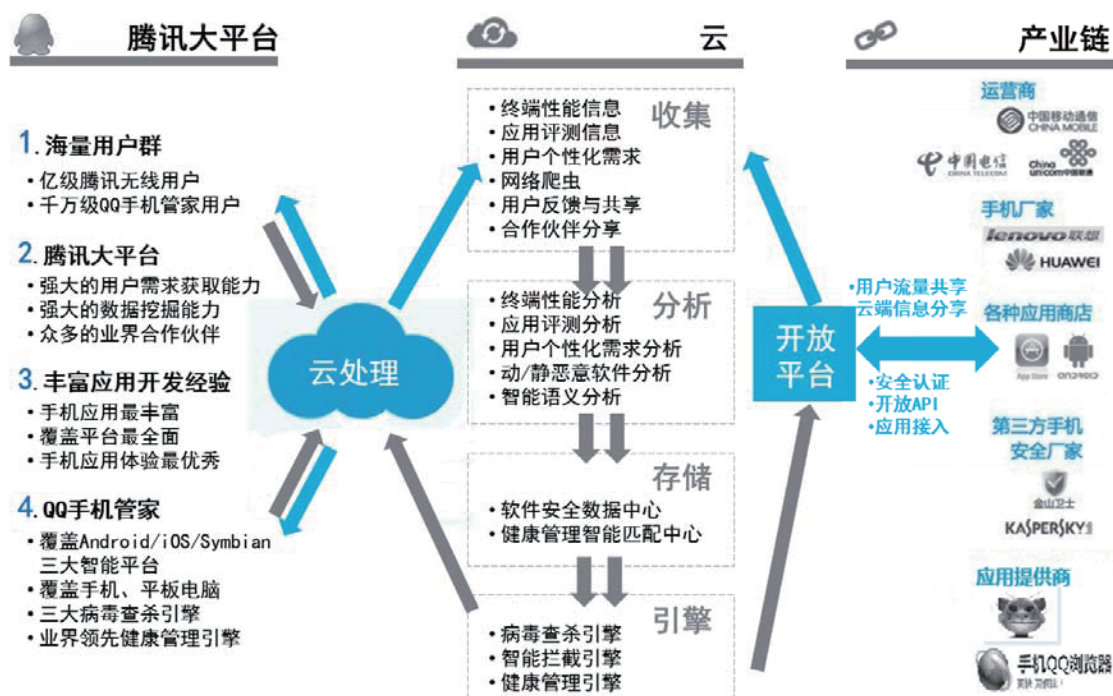 腾讯大平台
1.海量用户群
•亿级腾讯无线用户
•千万级QQ手机管家用户
2.腾讯大平台
•强大的用户需求获取能力
•强大的数据挖掘能力
•众多的业界合作伙伴
3.丰富应用开发经验
•手机应用最丰富
•覆盖平台最全面
•手机应用体验最优秀
4.QQ手机管家
•覆盖Android/iOS/Symbian
三大智能平台
•覆盖手机、平板电脑
•三大病毒查杀引擎
•业界领先健康管理引擎
云处理
云
收集
•终端性能信息
•应用评测信息
•用户个性化需求
•网络爬虫
•用户反馈与共享
•合作伙伴分享
分析
•终端性能分析
•应用评测分析
•用户个性化需求分析
•动/静恶意软件分析
•智能语义分析
存储
•软件安全数据中心
•健康管理智能匹配中心
引擎
•病毒查杀引擎
•智能拦截引擎
•健康管理引擎
开放
平台
•用户流量共享
云端信息分享
•安全认证
•开放API
•应用接入
产业链
运营商
中国移动通信
CHINA MOBILE
中国电信
CHINA TELECOM
China
unicom中国联通
手机厂家
lenovo联想
HUAWEI
各种应用商店
App Store
android
第三方手机
安全厂家
金山卫士
KASPERSKY
应用提供商
手机QQ浏览器